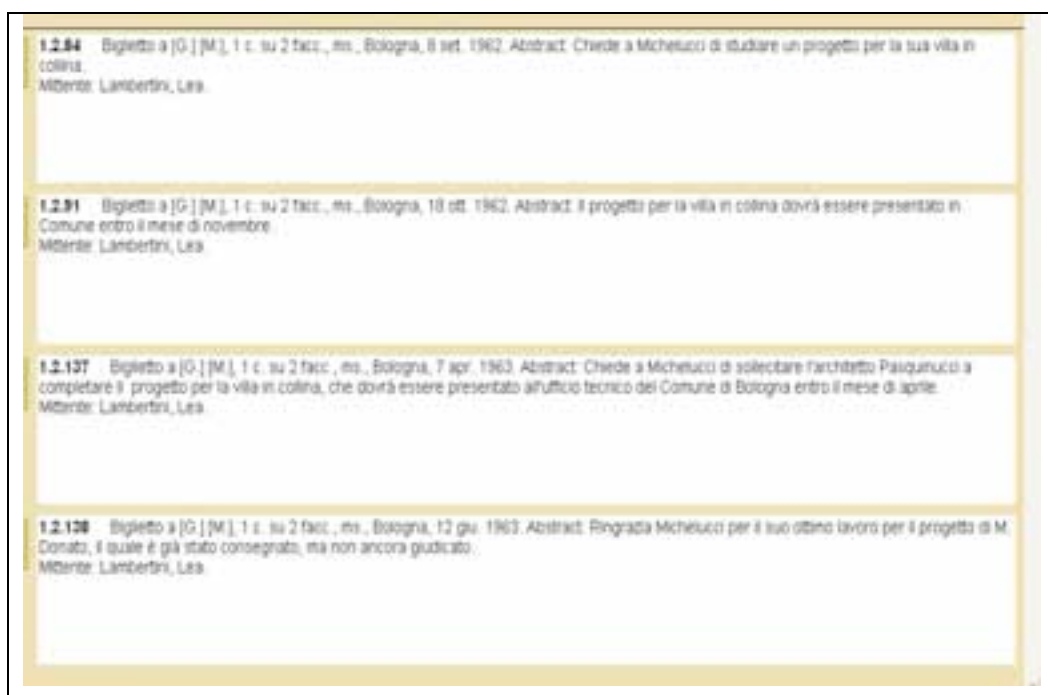 1.2.84 Biglietto a [G.] [M.], 1 c. su 2 facc., ms., Bologna, 8 set. 1962. Abstract: Chiede a Michelucci di studiare un progetto per la sua villa in
collina.
Mittente: Lambertini, Lea.
1.2.91 Biglietto a [G.] [M.], 1 c. su 2 facc., ms., Bologna, 18 ott. 1962. Abstract: Il progetto per la villa in collina dovrà essere presentato in
Comune entro il mese di novembre.
Mittente: Lambertini, Lea.
1.2.137 Biglietto a [G.] [M.], 1 c. su 2 facc., ms., Bologna, 7 apr. 1963. Abstract: Chiede a Michelucci di sollecitare l'architetto Pasquinucci a
completare il progetto per la villa in collina, che dovrà essere presentato all'ufficio tecnico del Comune di Bologna entro il mese di aprile.
Mittente: Lambertini, Lea.
1.2.138 Biglietto a [G.] [M.], 1 c. su 2 facc., ms., Bologna, 12 giu. 1963. Abstract: Ringrazia Michelucci per il suo ottimo lavoro per il progetto di M.
Donato, il quale è già stato consegnato, ma non ancora giudicato.
Mittente: Lambertini, Lea.